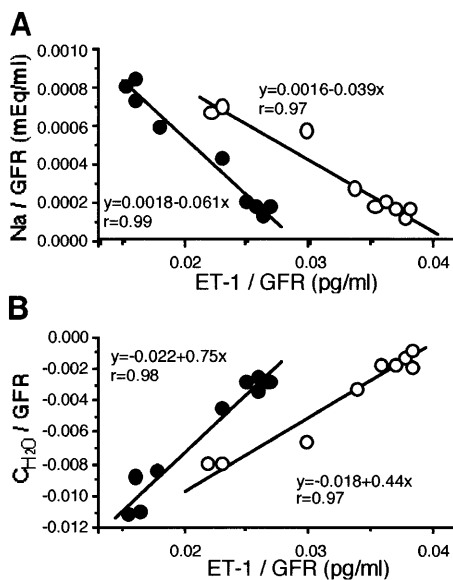 A
Na / GFR (mEq/ml)
0.0010
0.0008
0.0006
0.0004
0.0002
0.0000
y=0.0016-0.039x
r=0.97
y=0.0018-0.061x
r=0.99
0.02
0.03
0.04
ET-1 / GFR (pg/ml)
B
CH2O / GFR
0.000
-0.002
-0.004
-0.006
-0.008
-0.010
-0.012
y=-0.022+0.75x
r=0.98
y=-0.018+0.44x
r=0.97
0.02
0.03
0.04
ET-1 / GFR (pg/ml)